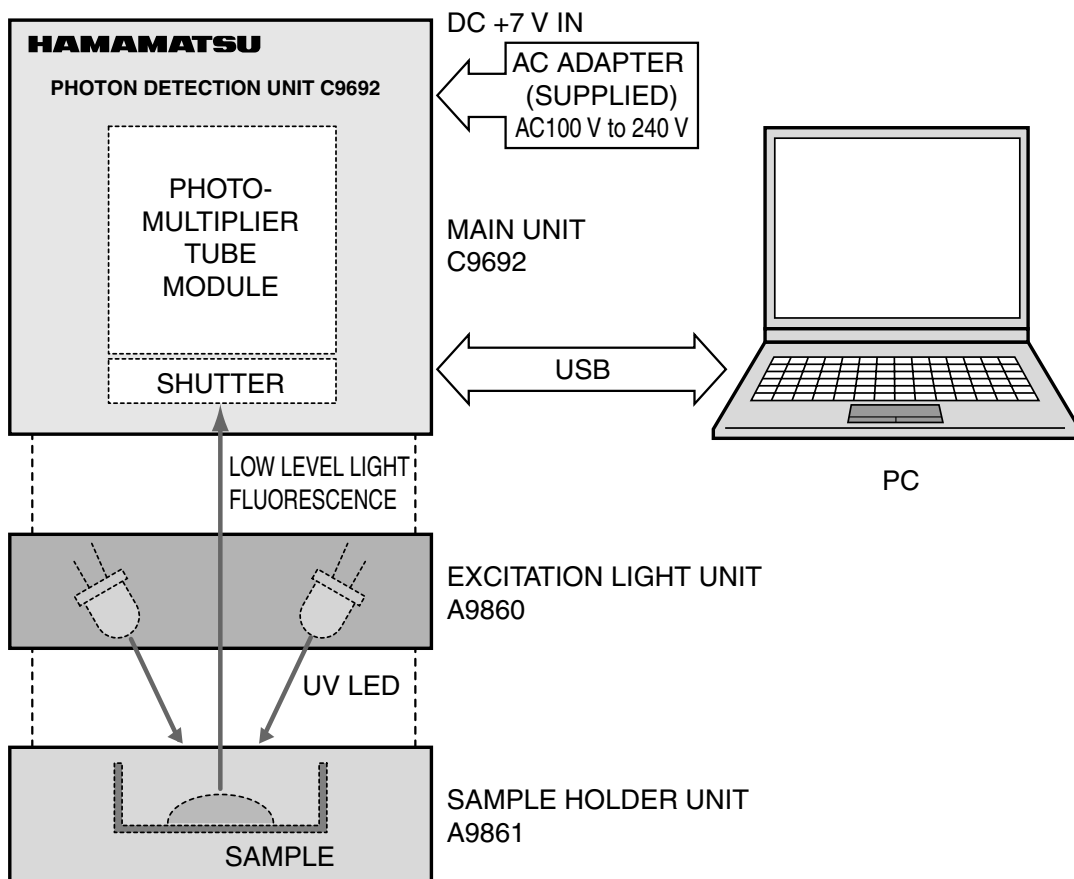 HAMAMATSU
PHOTON DETECTION UNIT C9692
PHOTO-
MULTIPLIER
TUBE
MODULE
SHUTTER
DC +7 V IN
AC ADAPTER
(SUPPLIED)
AC100 V to 240 V
MAIN UNIT
C9692
USB
PC
LOW LEVEL LIGHT
FLUORESCENCE
EXCITATION LIGHT UNIT
A9860
UV LED
SAMPLE HOLDER UNIT
A9861
SAMPLE